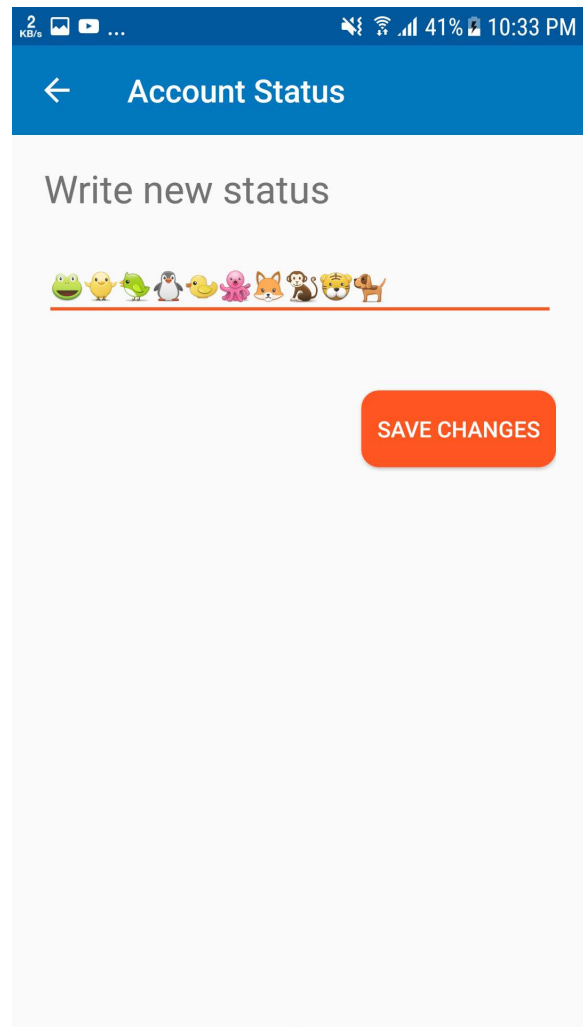 2
KB/s ... 41% 10:33 PM
Account Status
Write new status
🐸🐥🐦🐧🐤🐙🦊🐒🐯🐕
SAVE CHANGES